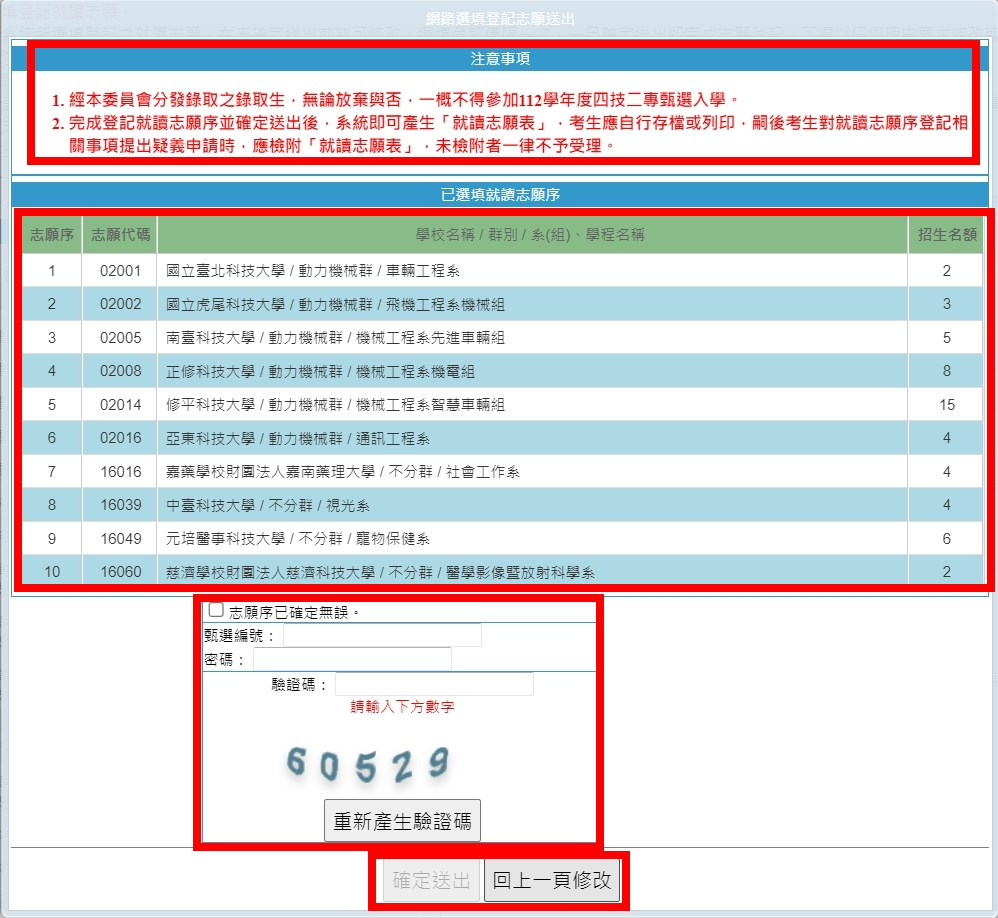 網路選填登記志願送出
注意事項
1. 經本委員會分發錄取之錄取生，無論放棄與否，一概不得參加112學年度四技二專甄選入學。
2. 完成登記就讀志願序並確定送出後，系統即可產生「就讀志願表」，考生應自行存檔或列印，嗣後考生對就讀志願序登記相
關事項提出疑義申請時，應檢附「就讀志願表」，未檢附者一律不予受理。
已選填就讀志願序
志願序 志願代碼 學校名稱 / 群別 / 系(組)、學程名稱 招生名額
1 02001 國立臺北科技大學 / 動力機械群 / 車輛工程系 2
2 02002 國立虎尾科技大學 / 動力機械群 / 飛機工程系機械組 3
3 02005 南臺科技大學 / 動力機械群 / 機械工程系先進車輛組 5
4 02008 正修科技大學 / 動力機械群 / 機械工程系機電組 8
5 02014 修平科技大學 / 動力機械群 / 機械工程系智慧車輛組 15
6 02016 亞東科技大學 / 動力機械群 / 通訊工程系 4
7 16016 嘉藥學校財團法人嘉南藥理大學 / 不分群 / 社會工作系 4
8 16039 中臺科技大學 / 不分群 / 視光系 4
9 16049 元培醫事科技大學 / 不分群 / 寵物保健系 6
10 16060 慈濟學校財團法人慈濟科技大學 / 不分群 / 醫學影像暨放射科學系 2
志願序已確定無誤。
甄選編號：
密碼：
驗證碼：
請輸入下方數字
60529
重新產生驗證碼
確定送出 回上一頁修改